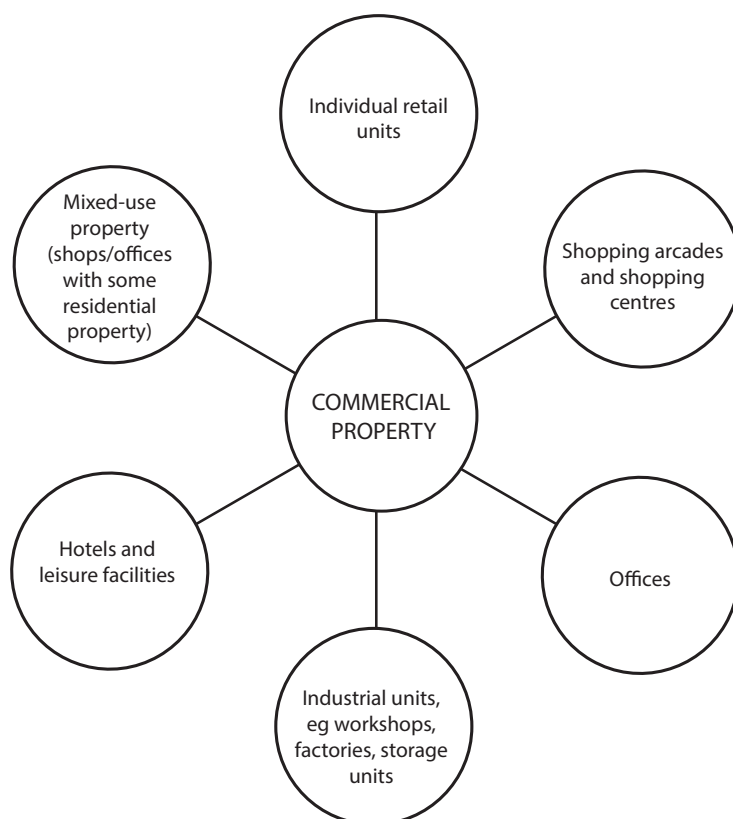 Individual retail
units
Mixed-use
property
(shops/offices
with some
residential
property)
Shopping arcades
and shopping
centres
COMMERCIAL
PROPERTY
Hotels and
leisure facilities
Offices
Industrial units,
eg workshops,
factories, storage
units